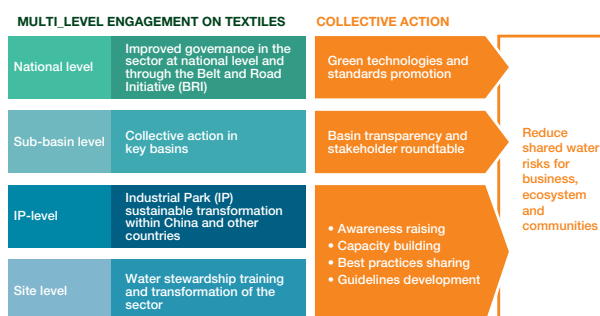 MULTI_LEVEL ENGAGEMENT ON TEXTILES
COLLECTIVE ACTION
National level
Improved governance in the
sector at national level and
through the Belt and Road
Initiative (BRI)
Green technologies and
standards promotion
Sub-basin level
Collective action in
key basins
Basin transparency and
stakeholder roundtable
IP-level
Industrial Park (IP)
sustainable transformation
within China and other
countries
Site level
Water stewardship training
and transformation of the
sector
• Awareness raising
• Capacity building
• Best practices sharing
• Guidelines development
Reduce
shared water
risks for
business,
ecosystem
and
communities